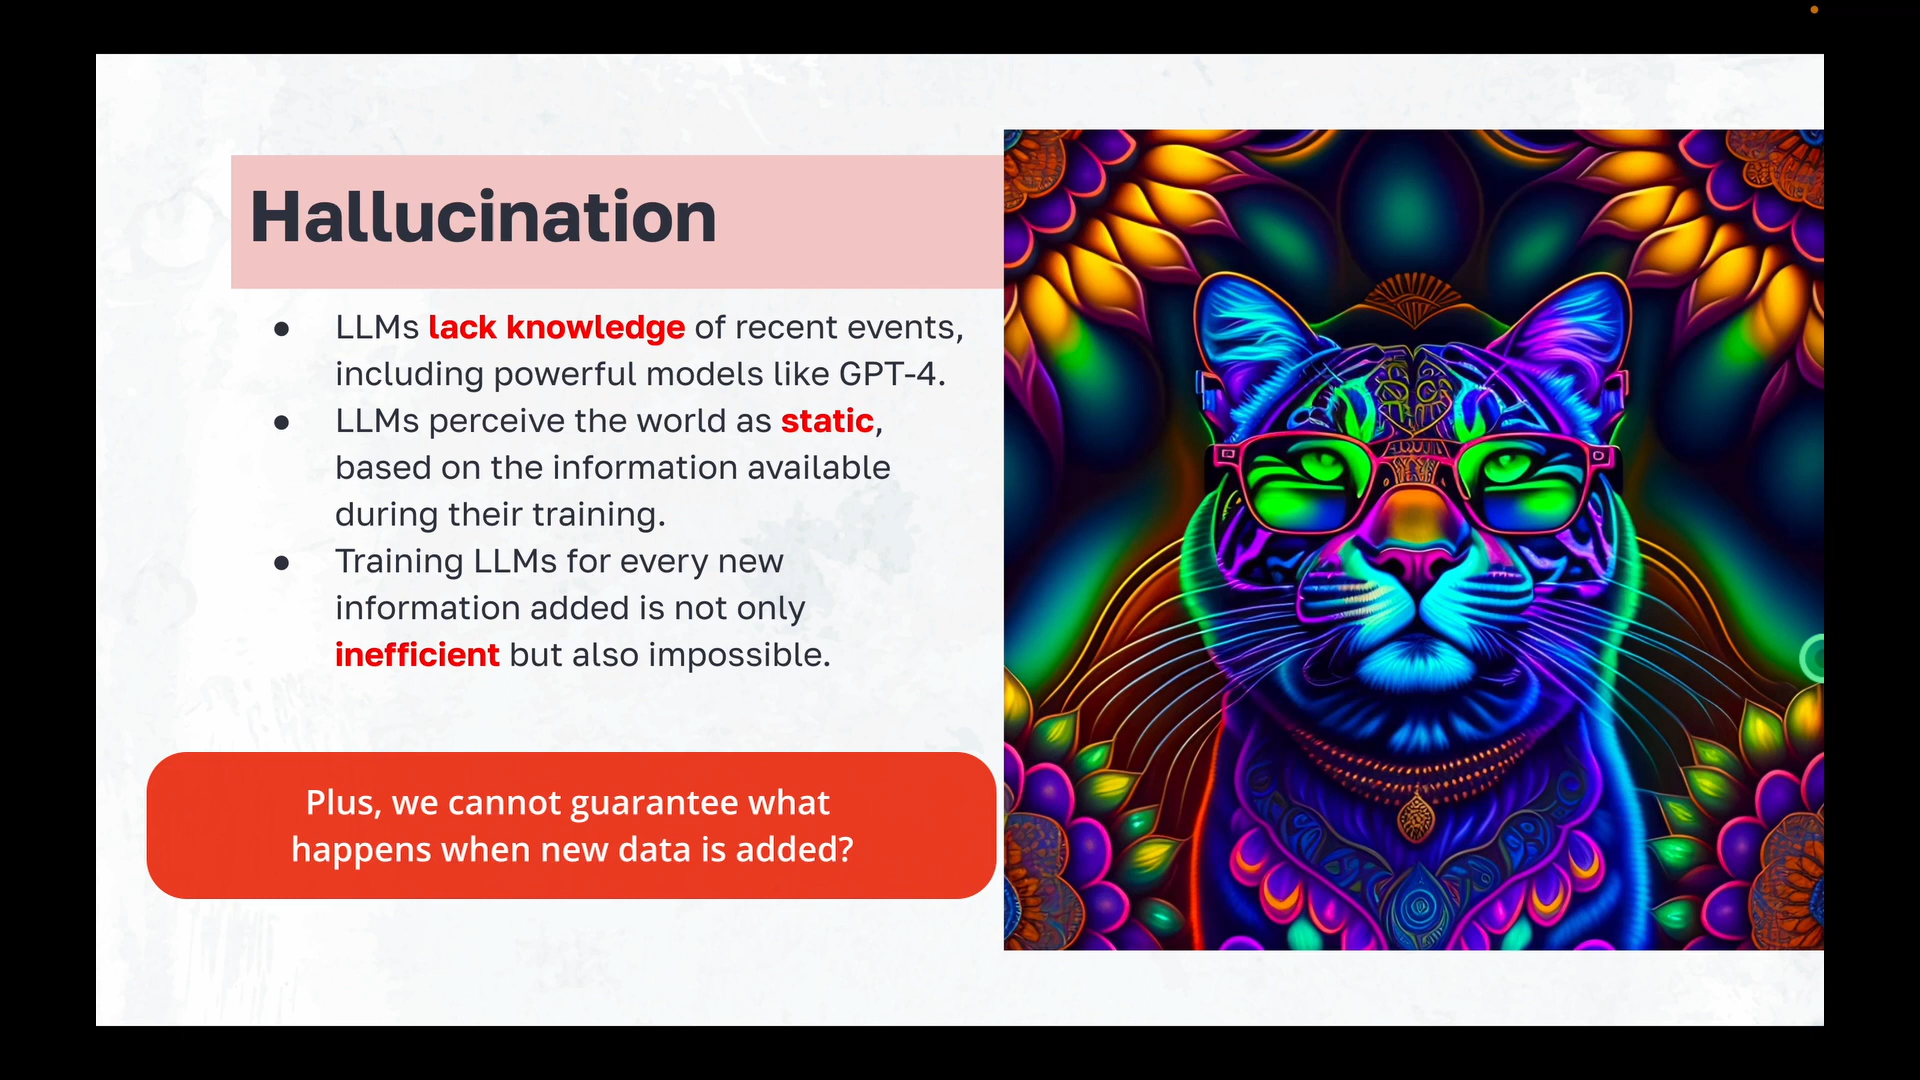 Hallucination
● LLMs lack knowledge of recent events,
including powerful models like GPT-4.
● LLMs perceive the world as static,
based on the information available
during their training.
● Training LLMs for every new
information added is not only
inefficient but also impossible.
Plus, we cannot guarantee what
happens when new data is added?